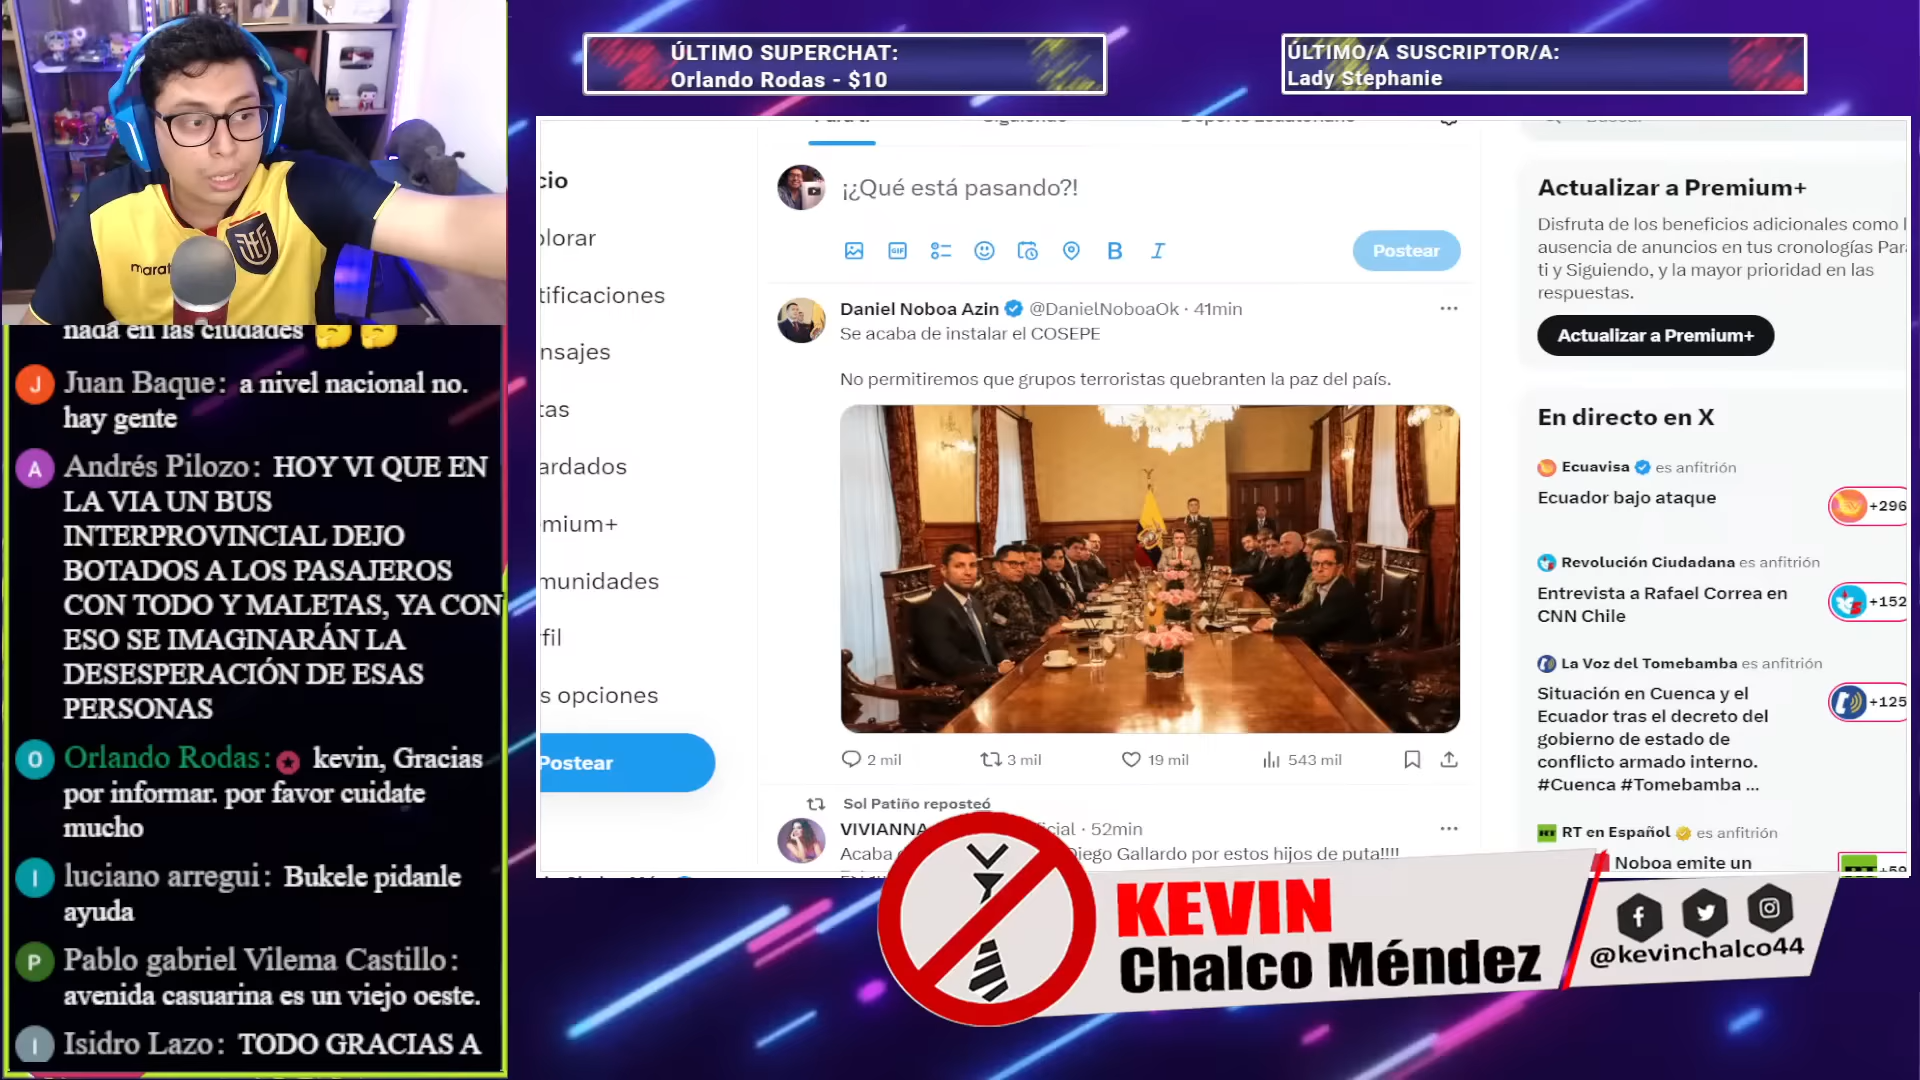 ÚLTIMO SUPERCHAT:
Orlando Rodas - $10
ÚLTIMO/A SUSCRIPTOR/A:
Lady Stephanie
marat
nada en las ciudades
J
Juan Baque: a nivel nacional no.
hay gente
A
Andrés Pilozo: HOY VI QUE EN
LA VIA UN BUS
INTERPROVINCIAL DEJO
BOTADOS A LOS PASAJEROS
CON TODO Y MALETAS, YA CON
ESO SE IMAGINARÁN LA
DESESPERACIÓN DE ESAS
PERSONAS
O
Orlando Rodas: kevin, Gracias
por informar. por favor cuidate
mucho
l
luciano arregui: Bukele pidanle
ayuda
P
Pablo gabriel Vilema Castillo:
avenida casuarina es un viejo oeste.
I
Isidro Lazo: TODO GRACIAS A
cio
lorar
tificaciones
nsajes
tas
ardados
mium+
munidades
fil
s opciones
Postear
¡¿Qué está pasando?!
GIF
B I
Postear
Daniel Noboa Azin @DanielNoboaOk · 41min
Se acaba de instalar el COSEPE
No permitiremos que grupos terroristas quebranten la paz del país.
2 mil 3 mil 19 mil 543 mil
Sol Patiño reposteó
VIVIANNA cial · 52min
Acaba Diego Gallardo por estos hijos de puta!!!!
Actualizar a Premium+
Disfruta de los beneficios adicionales como l
ausencia de anuncios en tus cronologías Par
ti y Siguiendo, y la mayor prioridad en las
respuestas.
Actualizar a Premium+
En directo en X
Ecuavisa es anfitrión
Ecuador bajo ataque
+296
Revolución Ciudadana es anfitrión
Entrevista a Rafael Correa en
CNN Chile
+152
La Voz del Tomebamba es anfitrión
Situación en Cuenca y el
Ecuador tras el decreto del
gobierno de estado de
conflicto armado interno.
#Cuenca #Tomebamba ...
+125
RT en Español es anfitrión
Noboa emite un
KEVIN
Chalco Méndez
@kevinchalco44